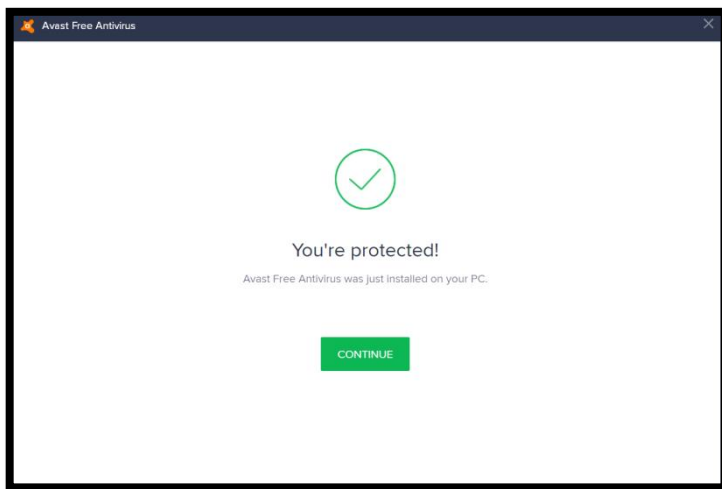 Avast Free Antivirus
You're protected!
Avast Free Antivirus was just installed on your PC.
CONTINUE